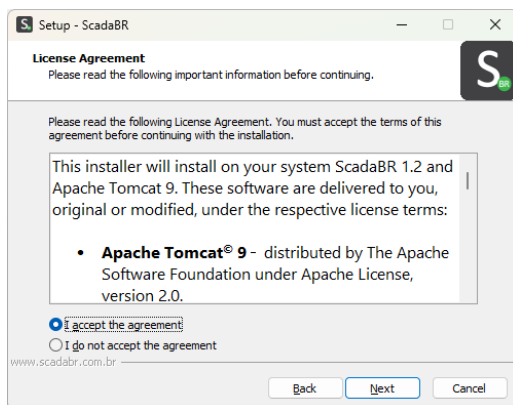 Setup - ScadaBR
License Agreement
Please read the following important information before continuing.
S
BR
Please read the following License Agreement. You must accept the terms of this
agreement before continuing with the installation.
This installer will install on your system ScadaBR 1.2 and
Apache Tomcat 9. These software are delivered to you,
original or modified, under the respective license terms:
• Apache Tomcat© 9 - distributed by The Apache
Software Foundation under Apache License,
version 2.0.
I accept the agreement
I do not accept the agreement
www.scadabr.com.br
Back Next Cancel